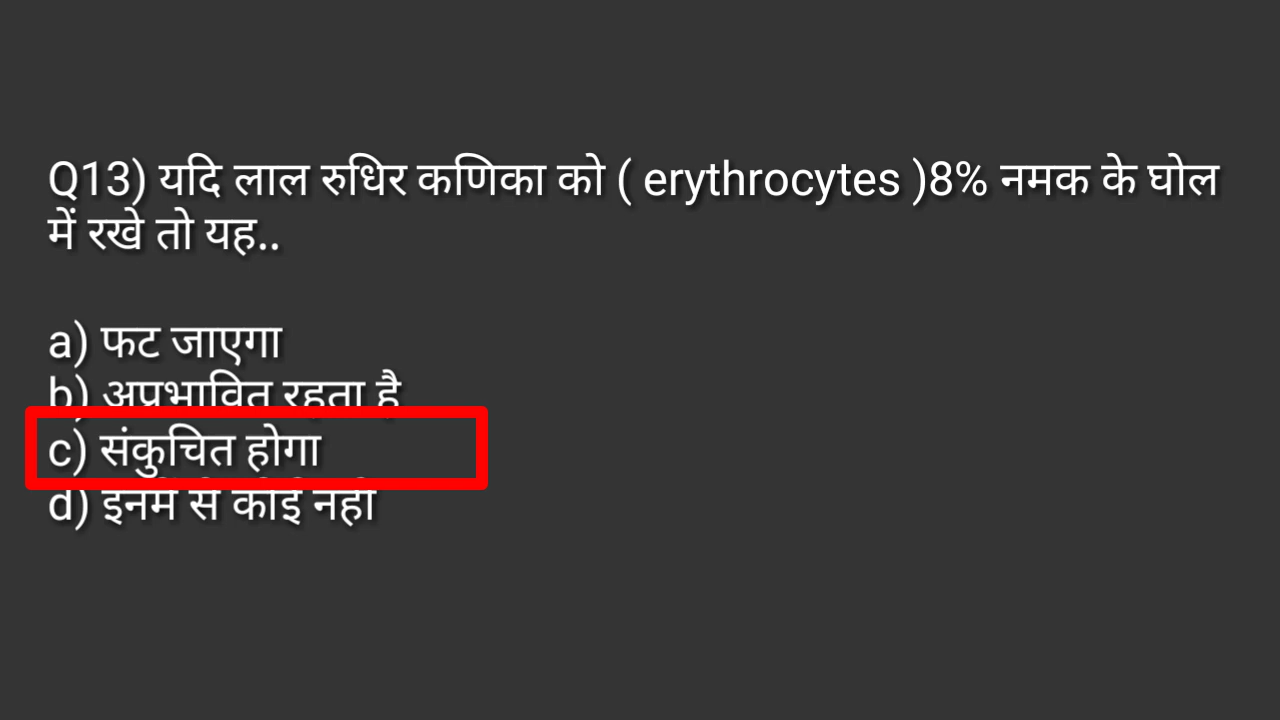 Q13) यदि लाल रुधिर कणिका को ( erythrocytes )8% नमक के घोल
में रखे तो यह..
a) फट जाएगा
b) अप्रभावित रहता है
c) संकुचित होगा
d) इनमें से कोई नहीं